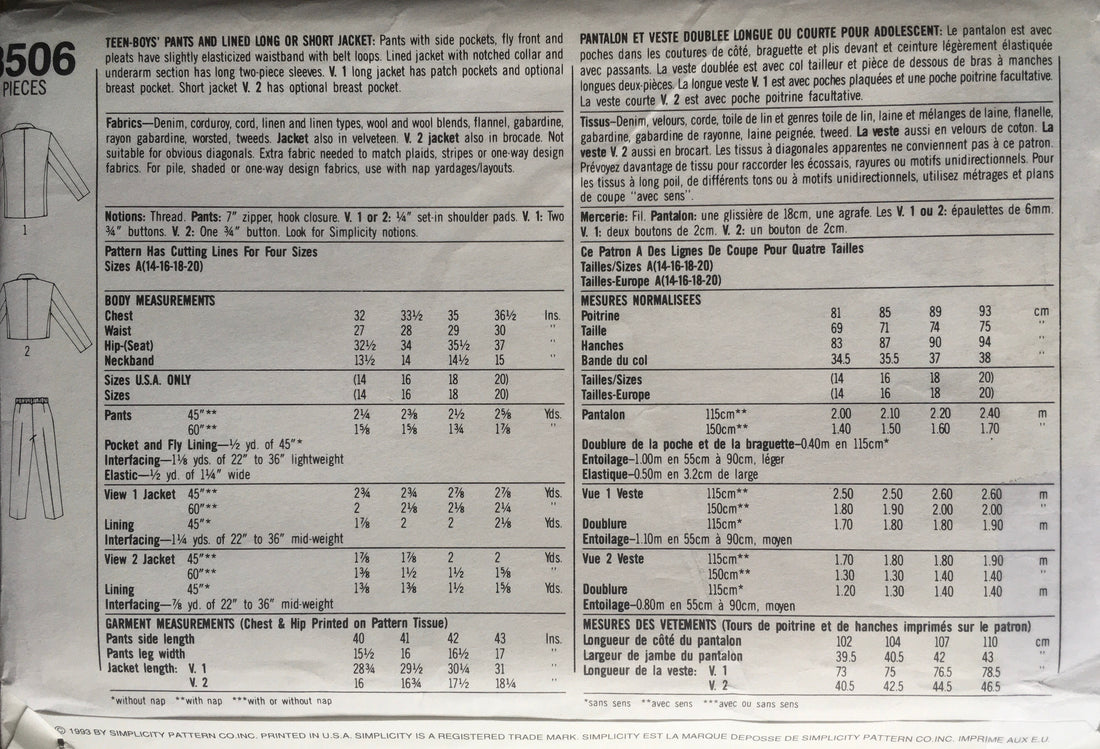 3506
PIECES
1
2
TEEN-BOYS' PANTS AND LINED LONG OR SHORT JACKET: Pants with side pockets, fly front and
pleats have slightly elasticized waistband with belt loops. Lined jacket with notched collar and
underarm section has long two-piece sleeves. V. 1 long jacket has patch pockets and optional
breast pocket. Short jacket V. 2 has optional breast pocket.
Fabrics—Denim, corduroy, cord, linen and linen types, wool and wool blends, flannel, gabardine,
rayon gabardine, worsted, tweeds. Jacket also in velveteen. V. 2 jacket also in brocade. Not
suitable for obvious diagonals. Extra fabric needed to match plaids, stripes or one-way design
fabrics. For pile, shaded or one-way design fabrics, use with nap yardages/layouts.
Notions: Thread. Pants: 7" zipper, hook closure. V. 1 or 2: ¼" set-in shoulder pads. V. 1: Two
¾" buttons. V. 2: One ¾" button. Look for Simplicity notions.
Pattern Has Cutting Lines For Four Sizes
Sizes A(14-16-18-20)
BODY MEASUREMENTS
Chest 32 33½ 35 36½ Ins.
Waist 27 28 29 30 "
Hip-(Seat) 32½ 34 35½ 37 "
Neckband 13½ 14 14½ 15 "
Sizes U.S.A. ONLY (14 16 18 20)
Sizes (14 16 18 20)
Pants 45"** 2¼ 2⅜ 2½ 2⅝ Yds.
60"** 1⅝ 1⅝ 1¾ 1⅞ "
Pocket and Fly Lining—½ yd. of 45"*
Interfacing—1⅛ yds. of 22" to 36" lightweight
Elastic—½ yd. of 1¼" wide
View 1 Jacket 45"** 2¾ 2¾ 2⅞ 2⅞ Yds.
60"** 2 2⅛ 2⅛ 2¼ "
Lining 45"* 1⅞ 2 2 2⅛ Yds.
Interfacing—1¼ yds. of 22" to 36" mid-weight
View 2 Jacket 45"** 1⅞ 1⅞ 2 2 Yds.
60"** 1⅜ 1½ 1½ 1⅝ "
Lining 45"* 1⅜ 1⅜ 1½ 1⅝ Yds.
Interfacing—⅞ yd. of 22" to 36" mid-weight
GARMENT MEASUREMENTS (Chest & Hip Printed on Pattern Tissue)
Pants side length 40 41 42 43 Ins.
Pants leg width 15½ 16 16½ 17 "
Jacket length: V. 1 28¾ 29½ 30¼ 31 "
V. 2 16 16¾ 17½ 18¼ "
*without nap **with nap ***with or without nap
PANTALON ET VESTE DOUBLEE LONGUE OU COURTE POUR ADOLESCENT: Le pantalon est avec
poches dans les coutures de côté, braguette et plis devant et ceinture légèrement élastiquée
avec passants. La veste doublée est avec col tailleur et pièce de dessous de bras à manches
longues deux-pièces. La longue veste V. 1 est avec poches plaquées et une poche poitrine facultative.
La veste courte V. 2 est avec poche poitrine facultative.
Tissus—Denim, velours, corde, toile de lin et genres toile de lin, laine et mélanges de laine, flanelle,
gabardine, gabardine de rayonne, laine peignée, tweed. La veste aussi en velours de coton. La
veste V. 2 aussi en brocart. Les tissus à diagonales apparentes ne conviennent pas à ce patron.
Prévoyez davantage de tissu pour raccorder les écossais, rayures ou motifs unidirectionnels. Pour
les tissus à long poil, de différents tons ou à motifs unidirectionnels, utilisez métrages et plans
de coupe "avec sens".
Mercerie: Fil. Pantalon: une glissière de 18cm, une agrafe. Les V. 1 ou 2: épaulettes de 6mm.
V. 1: deux boutons de 2cm. V. 2: un bouton de 2cm.
Ce Patron A Des Lignes De Coupe Pour Quatre Tailles
Tailles/Sizes A(14-16-18-20)
Tailles-Europe A(14-16-18-20)
MESURES NORMALISEES
Poitrine 81 85 89 93 cm
Taille 69 71 74 75 "
Hanches 83 87 90 94 "
Bande du col 34.5 35.5 37 38 "
Tailles/Sizes (14 16 18 20)
Tailles-Europe (14 16 18 20)
Pantalon 115cm** 2.00 2.10 2.20 2.40 m
150cm** 1.40 1.50 1.60 1.70 "
Doublure de la poche et de la braguette—0.40m en 115cm*
Entoilage—1.00m en 55cm à 90cm, léger
Elastique—0.50m en 3.2cm de large
Vue 1 Veste 115cm** 2.50 2.50 2.60 2.60 m
150cm** 1.80 1.90 2.00 2.00 "
Doublure 115cm* 1.70 1.80 1.80 1.90 m
Entoilage—1.10m en 55cm à 90cm, moyen
Vue 2 Veste 115cm** 1.70 1.80 1.80 1.90 m
150cm** 1.30 1.30 1.40 1.40 "
Doublure 115cm* 1.20 1.30 1.40 1.40 m
Entoilage—0.80m en 55cm à 90cm, moyen
MESURES DES VETEMENTS (Tours de poitrine et de hanches imprimés sur le patron)
Longueur de côté du pantalon 102 104 107 110 cm
Largeur de jambe du pantalon 39.5 40.5 42 43 "
Longueur de la veste: V. 1 73 75 76.5 78.5 "
V. 2 40.5 42.5 44.5 46.5 "
*sans sens **avec sens ***avec ou sans sens
© 1993 BY SIMPLICITY PATTERN CO.INC. PRINTED IN U.S.A. SIMPLICITY IS A REGISTERED TRADE MARK. SIMPLICITY EST LA MARQUE DEPOSSE DE SIMPLICITY PATTERN CO.INC. IMPRIME AUX E.U.